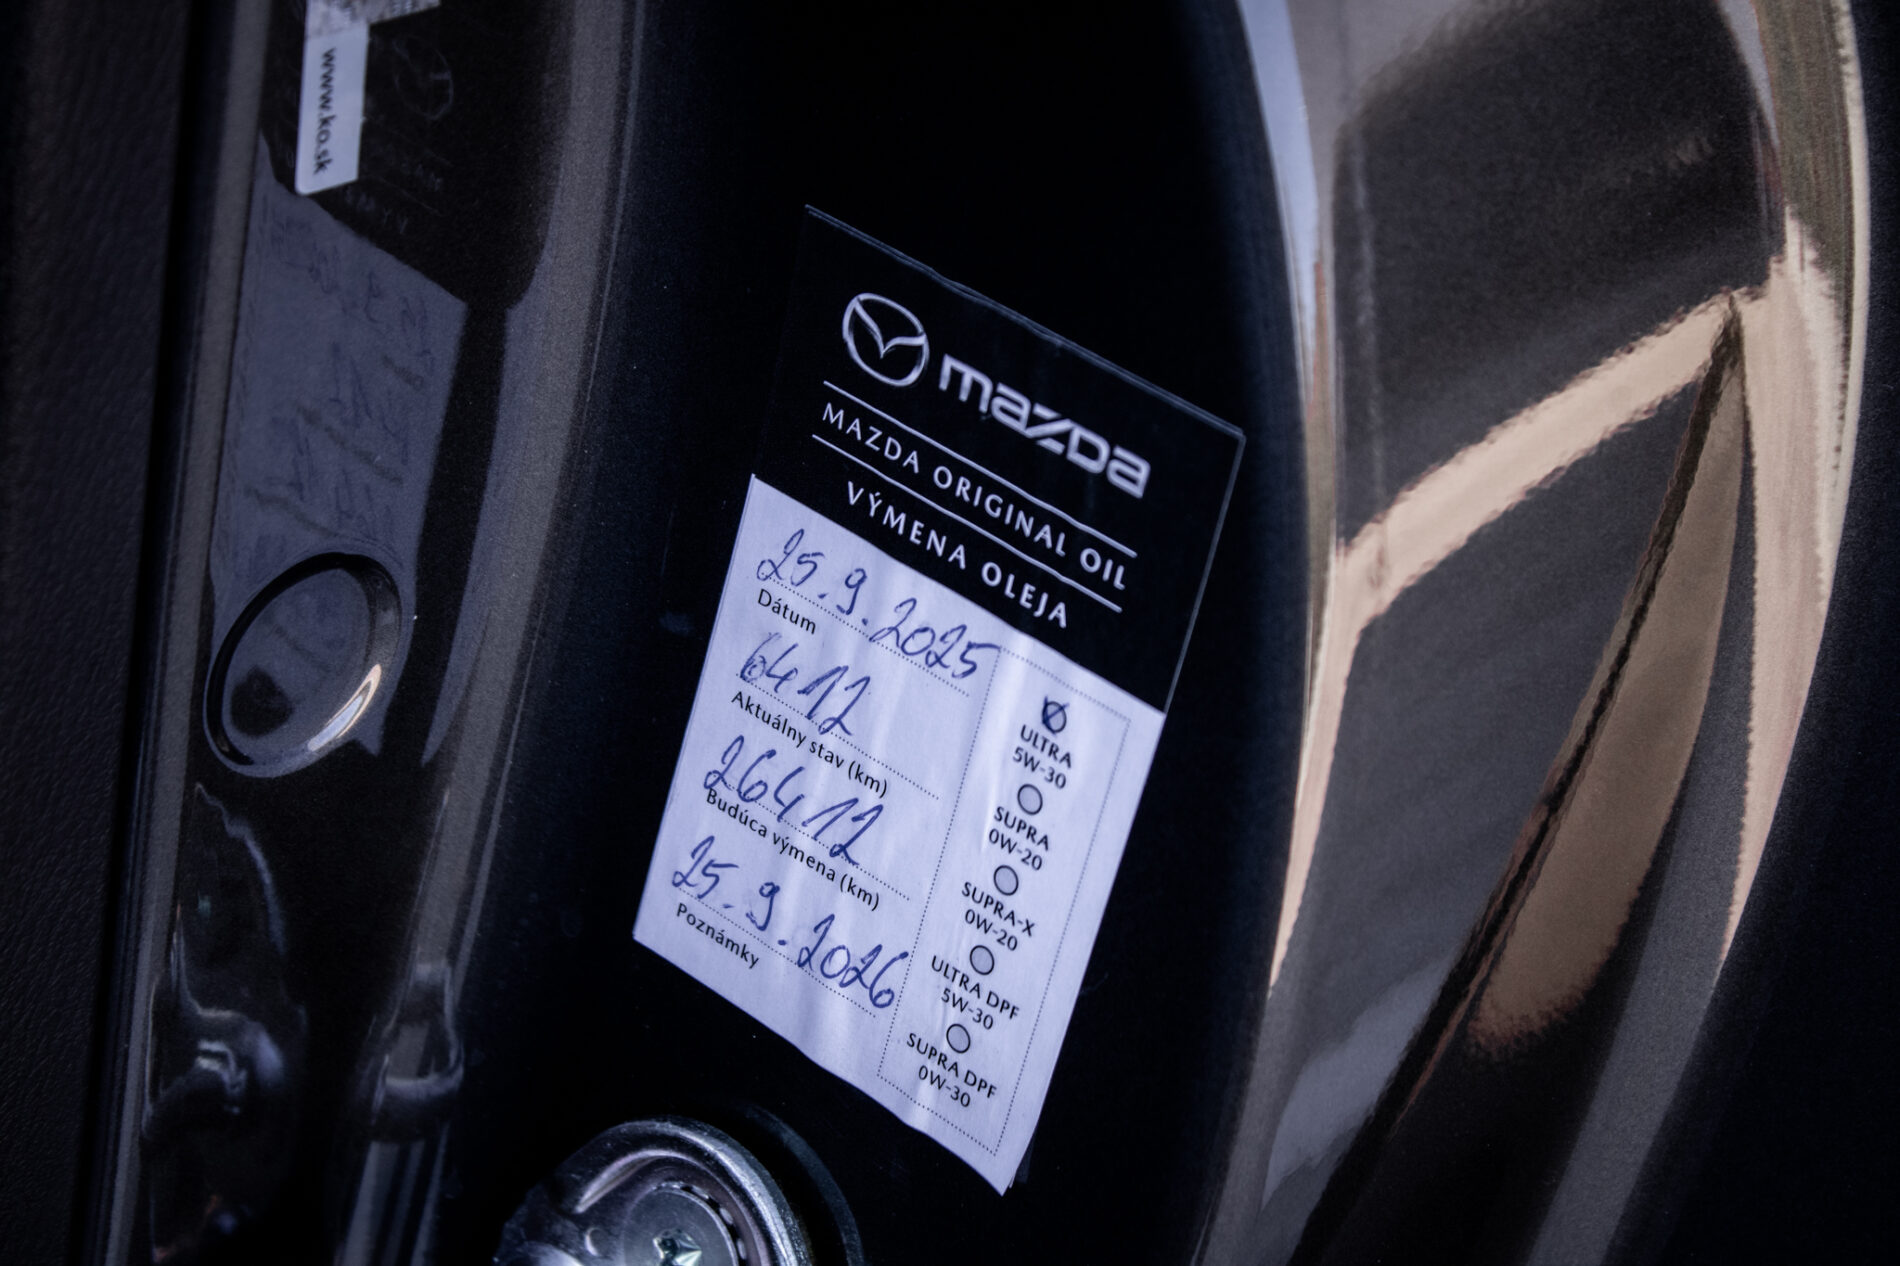 www.ko.sk
mazda
MAZDA ORIGINAL OIL
VÝMENA OLEJA
25.9.2025
Dátum
6412
Aktuálny stav (km)
26412
Budúca výmena (km)
25.9.2026
Poznámky
ULTRA
5W-30
SUPRA
0W-20
SUPRA-X
0W-20
ULTRA DPF
5W-30
SUPRA DPF
0W-30